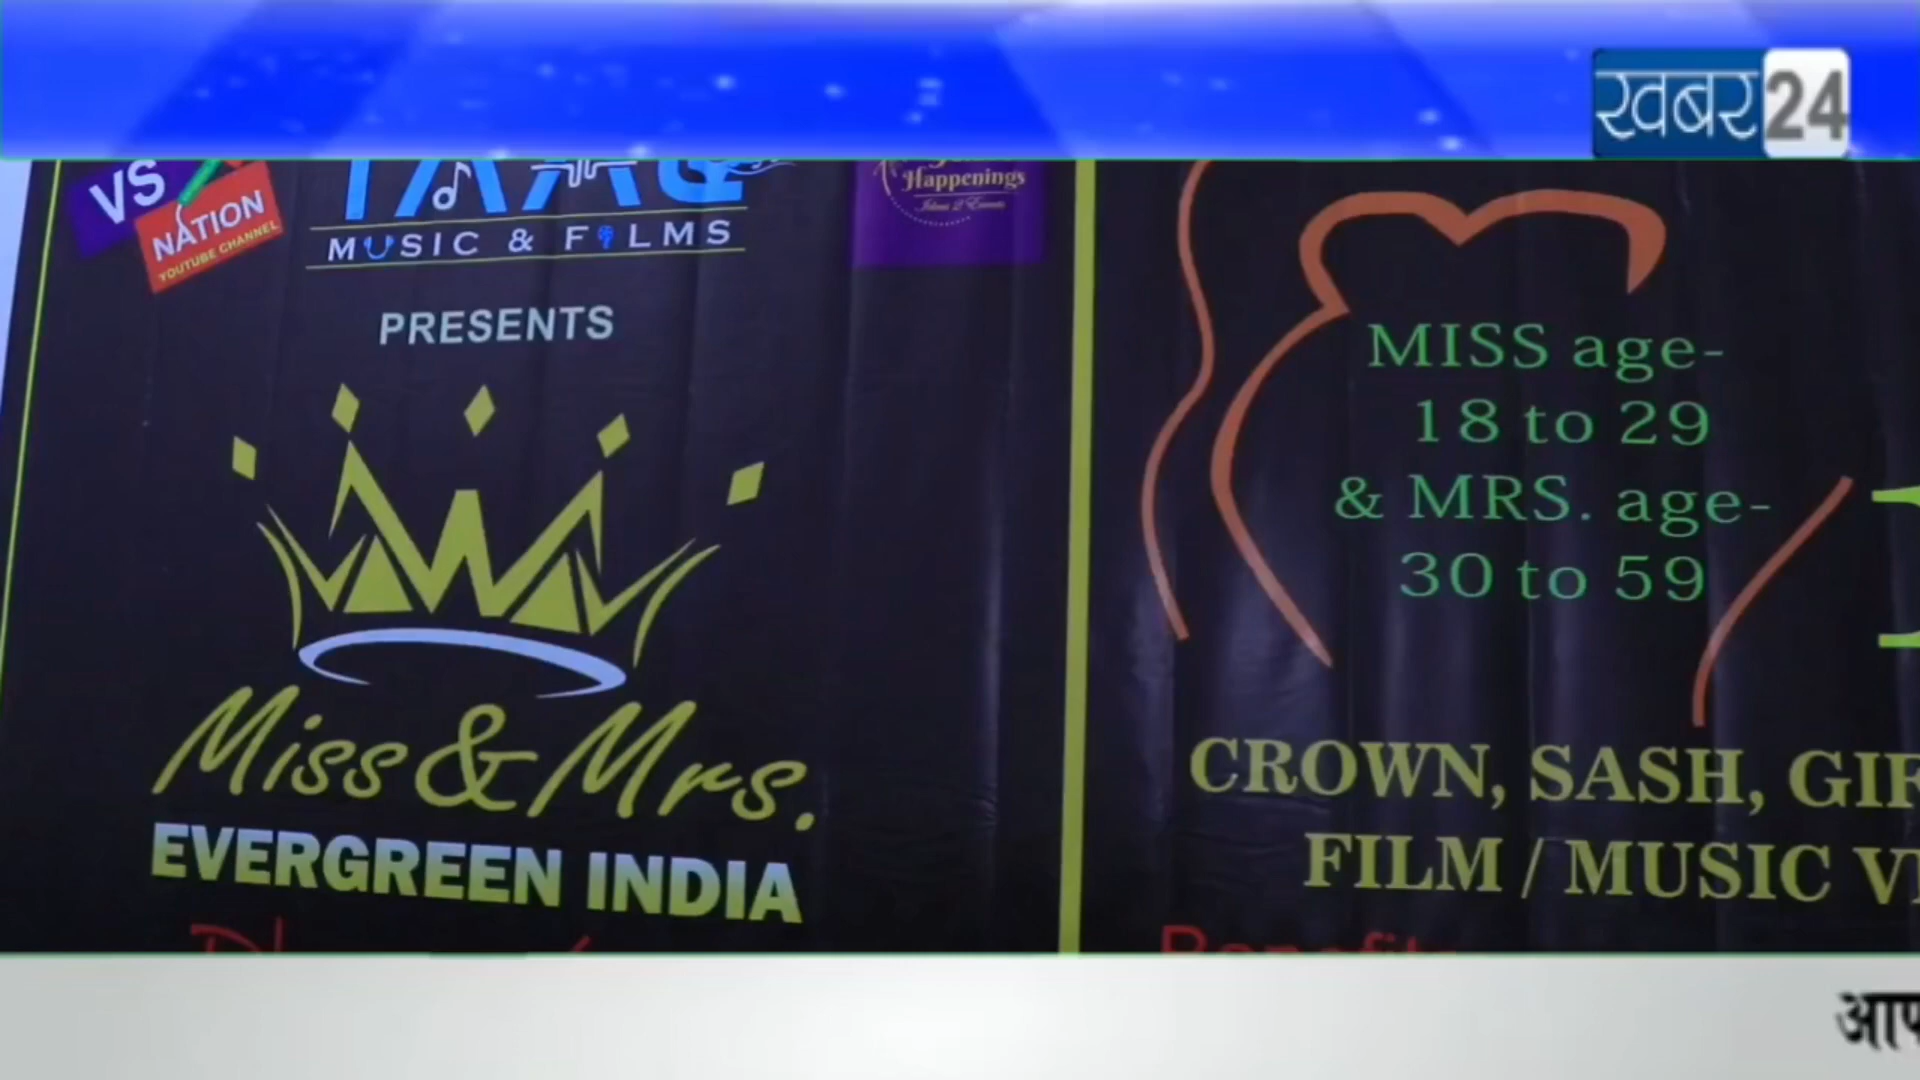 खबर24
VS
NATION
YOUTUBE CHANNEL
MUSIC & FILMS
Happenings
PRESENTS
Miss & Mrs.
EVERGREEN INDIA
MISS age-
18 to 29
& MRS. age-
30 to 59
CROWN, SASH,
FILM / MUSIC